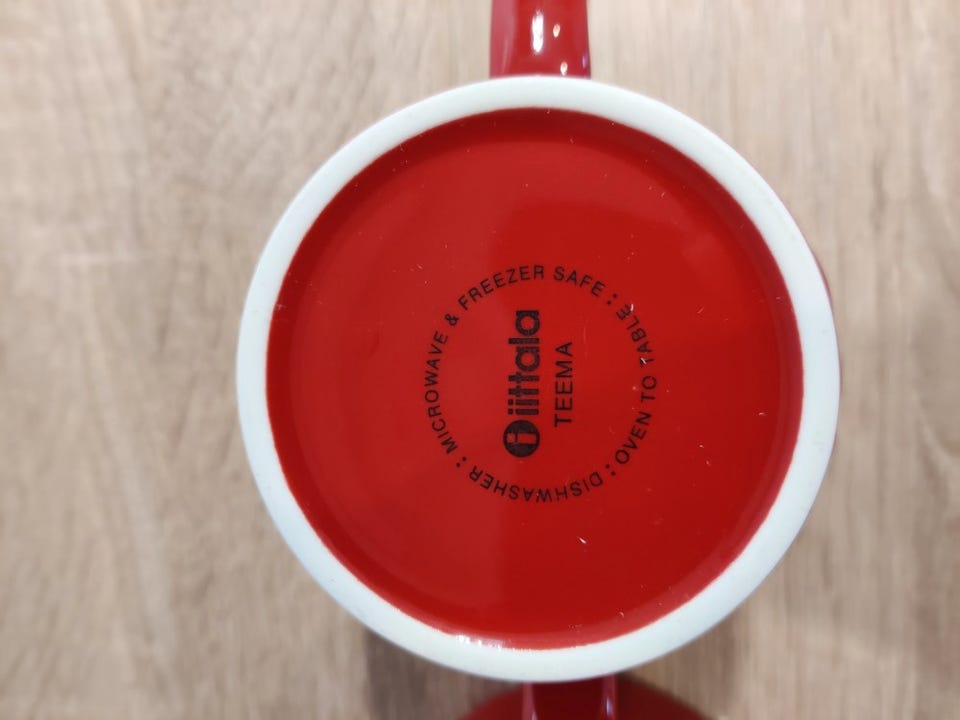 iittala
TEEMA
MICROWAVE & FREEZER SAFE : OVEN TO TABLE : DISHWASHER :